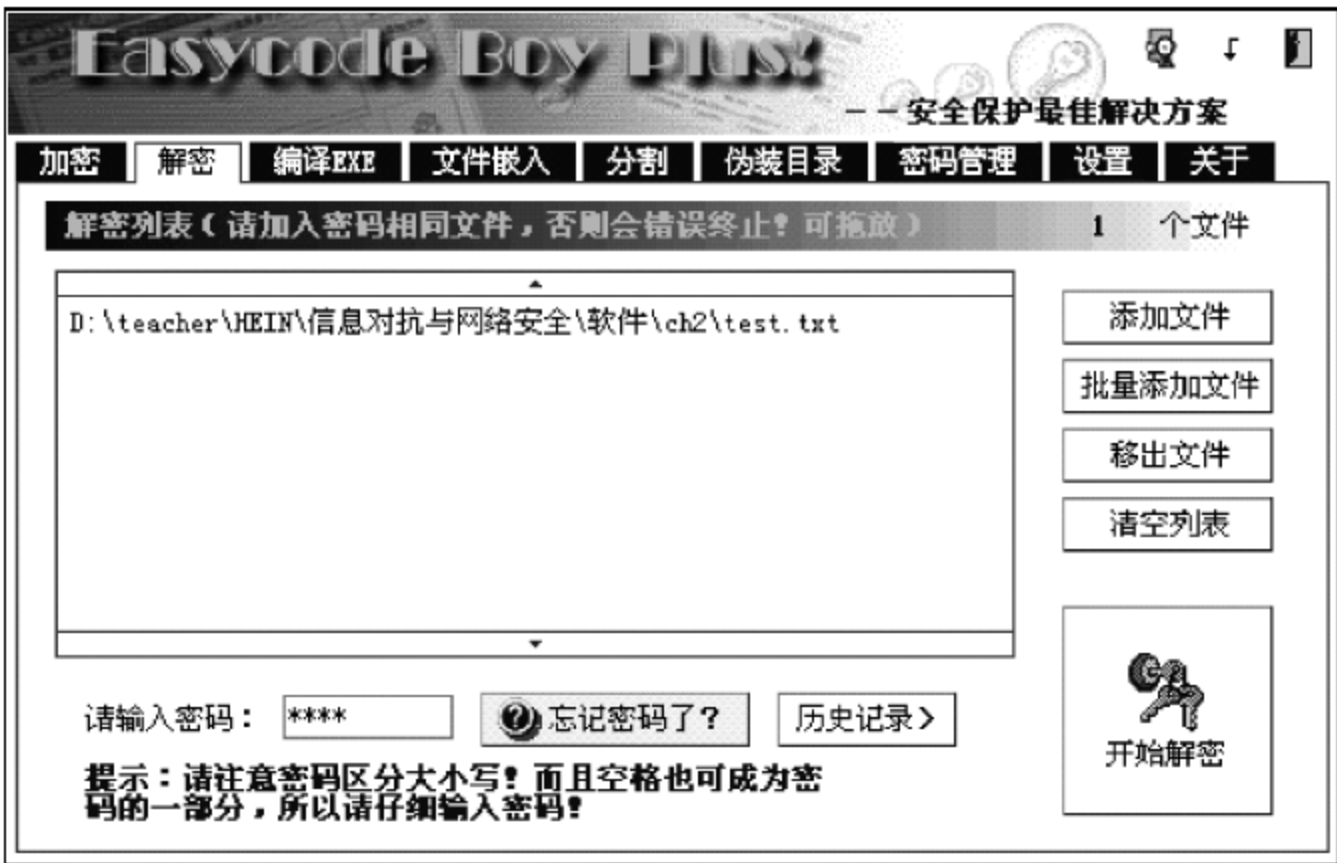 Easycode Boy Plus!
－－安全保护最佳解决方案
加密 解密 编译EXE 文件嵌入 分割 伪装目录 密码管理 设置 关于
解密列表（请加入密码相同文件，否则会错误终止！可拖放） 1 个文件
D:\teacher\HEIN\信息对抗与网络安全\软件\ch2\test.txt
添加文件
批量添加文件
移出文件
清空列表
请输入密码： **** 忘记密码了？ 历史记录>
开始解密
提示：请注意密码区分大小写！而且空格也可成为密
码的一部分，所以请仔细输入密码！